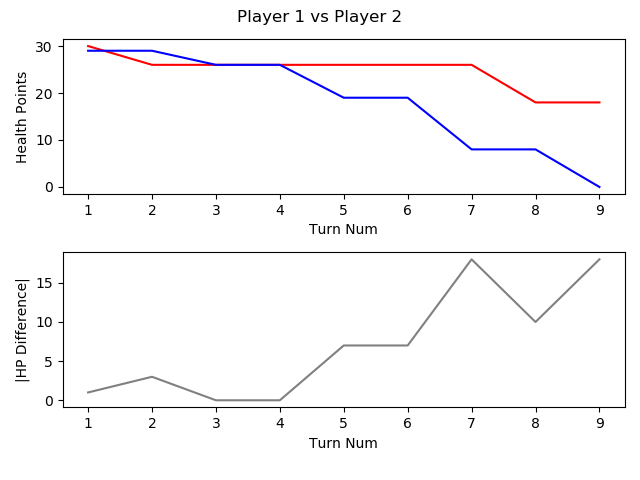 Player 1 vs Player 2
30
20
10
0
Health Points
1 2 3 4 5 6 7 8 9
Turn Num
15
10
5
0
|HP Difference|
1 2 3 4 5 6 7 8 9
Turn Num